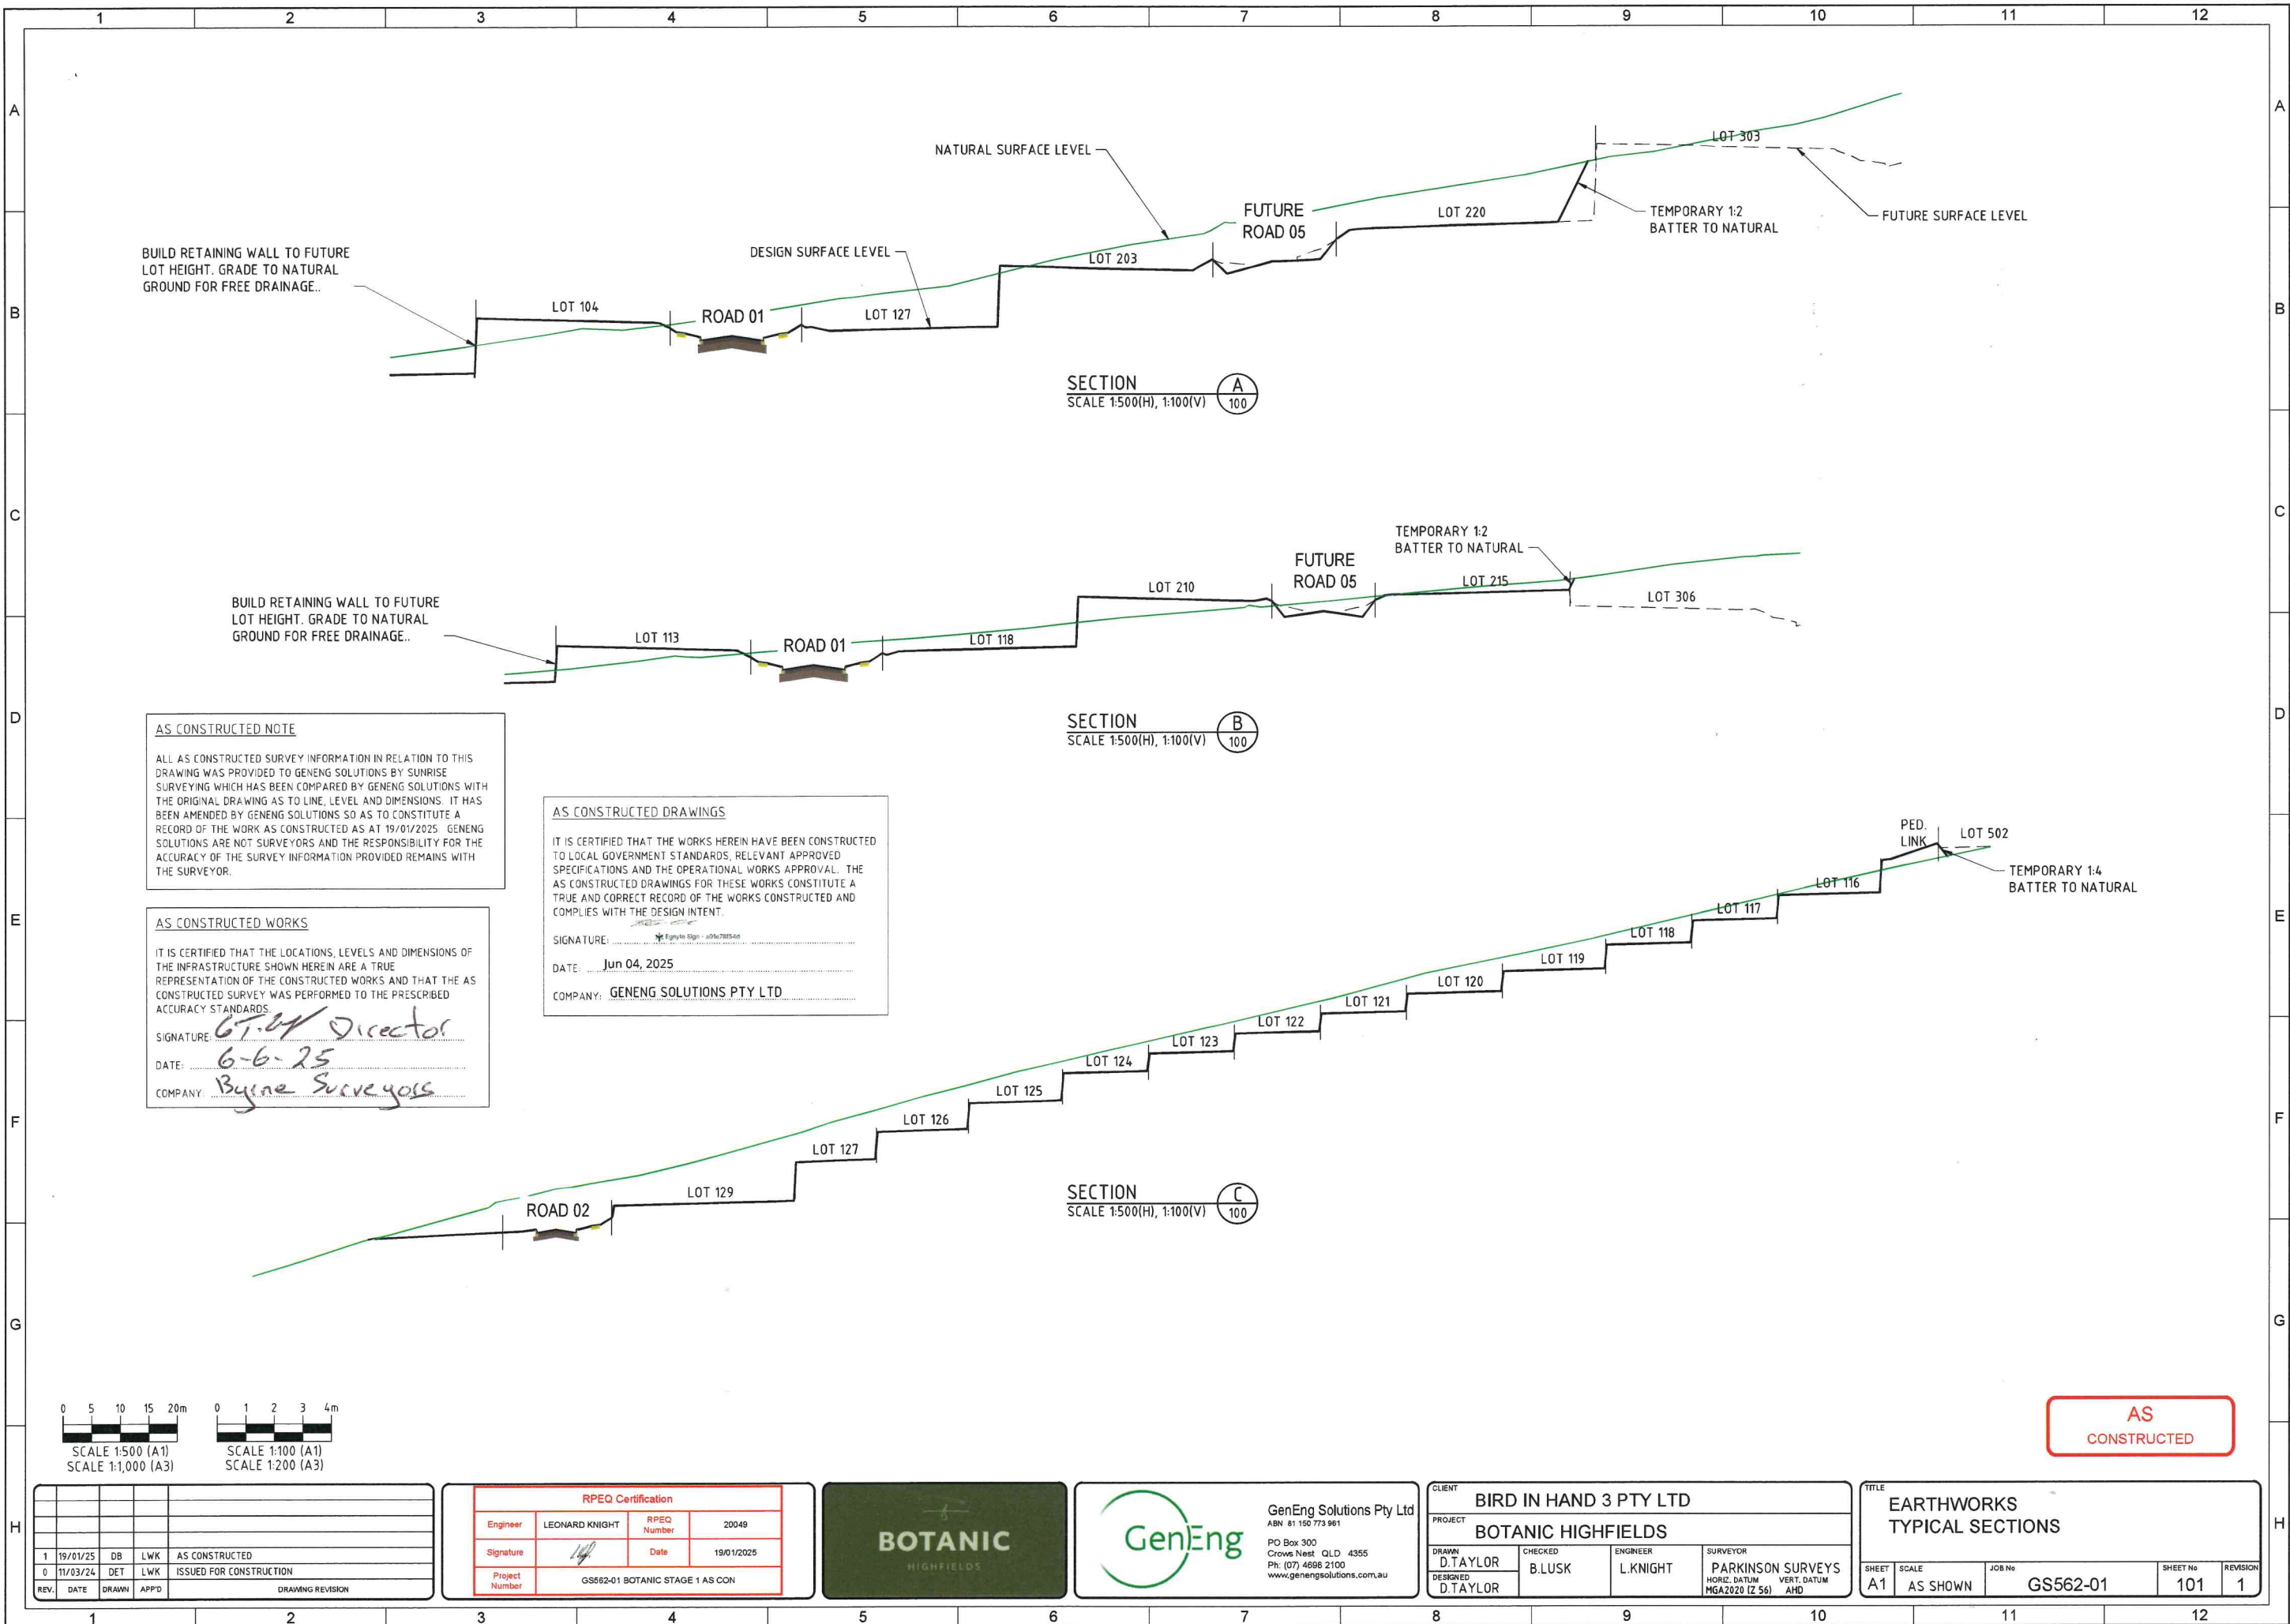 1 2 3 4 5 6 7 8 9 10 11 12
A
A
NATURAL SURFACE LEVEL
LOT 303
FUTURE
ROAD 05
LOT 220
TEMPORARY 1:2
BATTER TO NATURAL
FUTURE SURFACE LEVEL
BUILD RETAINING WALL TO FUTURE
LOT HEIGHT. GRADE TO NATURAL
GROUND FOR FREE DRAINAGE..
DESIGN SURFACE LEVEL
LOT 203
B
B
LOT 104
ROAD 01
LOT 127
SECTION
SCALE 1:500(H), 1:100(V)
A
100
C
C
TEMPORARY 1:2
BATTER TO NATURAL
FUTURE
ROAD 05
LOT 210
LOT 215
LOT 306
BUILD RETAINING WALL TO FUTURE
LOT HEIGHT. GRADE TO NATURAL
GROUND FOR FREE DRAINAGE..
LOT 113
ROAD 01
LOT 118
D
D
SECTION
SCALE 1:500(H), 1:100(V)
B
100
AS CONSTRUCTED NOTE
ALL AS CONSTRUCTED SURVEY INFORMATION IN RELATION TO THIS
DRAWING WAS PROVIDED TO GENENG SOLUTIONS BY SUNRISE
SURVEYING WHICH HAS BEEN COMPARED BY GENENG SOLUTIONS WITH
THE ORIGINAL DRAWING AS TO LINE, LEVEL AND DIMENSIONS. IT HAS
BEEN AMENDED BY GENENG SOLUTIONS SO AS TO CONSTITUTE A
RECORD OF THE WORK AS CONSTRUCTED AS AT 19/01/2025 GENENG
SOLUTIONS ARE NOT SURVEYORS AND THE RESPONSIBILITY FOR THE
ACCURACY OF THE SURVEY INFORMATION PROVIDED REMAINS WITH
THE SURVEYOR.
AS CONSTRUCTED DRAWINGS
IT IS CERTIFIED THAT THE WORKS HEREIN HAVE BEEN CONSTRUCTED
TO LOCAL GOVERNMENT STANDARDS, RELEVANT APPROVED
SPECIFICATIONS AND THE OPERATIONAL WORKS APPROVAL. THE
AS CONSTRUCTED DRAWINGS FOR THESE WORKS CONSTITUTE A
TRUE AND CORRECT RECORD OF THE WORKS CONSTRUCTED AND
COMPLIES WITH THE DESIGN INTENT.
SIGNATURE: Egnyte Sign
DATE: Jun 04, 2025
COMPANY: GENENG SOLUTIONS PTY LTD
E
E
AS CONSTRUCTED WORKS
IT IS CERTIFIED THAT THE LOCATIONS, LEVELS AND DIMENSIONS OF
THE INFRASTRUCTURE SHOWN HEREIN ARE A TRUE
REPRESENTATION OF THE CONSTRUCTED WORKS AND THAT THE AS
CONSTRUCTED SURVEY WAS PERFORMED TO THE PRESCRIBED
ACCURACY STANDARDS.
SIGNATURE: Director
DATE: 6-6-25
COMPANY: Byrne Surveyors
PED.
LINK
LOT 502
TEMPORARY 1:4
BATTER TO NATURAL
LOT 116
LOT 117
LOT 118
LOT 119
LOT 120
LOT 121
LOT 122
LOT 123
LOT 124
LOT 125
LOT 126
LOT 127
LOT 129
ROAD 02
F
F
SECTION
SCALE 1:500(H), 1:100(V)
C
100
G
G
0 5 10 15 20m
SCALE 1:500 (A1)
SCALE 1:1,000 (A3)
0 1 2 3 4m
SCALE 1:100 (A1)
SCALE 1:200 (A3)
AS
CONSTRUCTED
H
H
1 19/01/25 DB LWK AS CONSTRUCTED
0 11/03/24 DET LWK ISSUED FOR CONSTRUCTION
REV. DATE DRAWN APP'D DRAWING REVISION
RPEQ Certification
Engineer LEONARD KNIGHT RPEQ Number 20049
Signature Date 19/01/2025
Project Number GS562-01 BOTANIC STAGE 1 AS CON
BOTANIC
HIGHFIELDS
GenEng
GenEng Solutions Pty Ltd
ABN 81 150 773 961
PO Box 300
Crows Nest QLD 4355
Ph: (07) 4698 2100
www.genengsolutions.com,au
CLIENT
BIRD IN HAND 3 PTY LTD
PROJECT
BOTANIC HIGHFIELDS
DRAWN
D.TAYLOR
DESIGNED
D.TAYLOR
CHECKED
B.LUSK
ENGINEER
L.KNIGHT
SURVEYOR
PARKINSON SURVEYS
HORIZ. DATUM VERT. DATUM
MGA2020 (Z 56) AHD
TITLE
EARTHWORKS
TYPICAL SECTIONS
SHEET
A1
SCALE
AS SHOWN
JOB No
GS562-01
SHEET No
101
REVISION
1
1 2 3 4 5 6 7 8 9 10 11 12